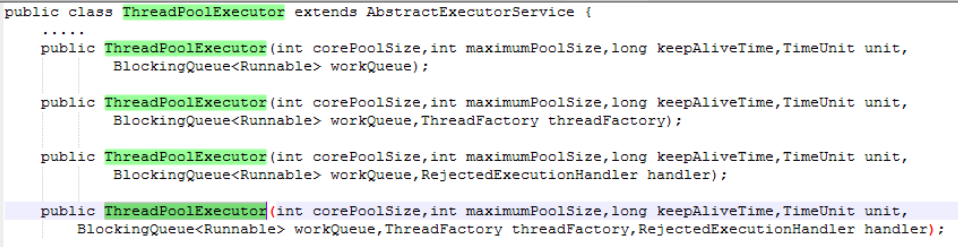 public class ThreadPoolExecutor extends AbstractExecutorService {
.....
public ThreadPoolExecutor(int corePoolSize,int maximumPoolSize,long keepAliveTime,TimeUnit unit,
BlockingQueue<Runnable> workQueue);
public ThreadPoolExecutor(int corePoolSize,int maximumPoolSize,long keepAliveTime,TimeUnit unit,
BlockingQueue<Runnable> workQueue,ThreadFactory threadFactory);
public ThreadPoolExecutor(int corePoolSize,int maximumPoolSize,long keepAliveTime,TimeUnit unit,
BlockingQueue<Runnable> workQueue,RejectedExecutionHandler handler);
public ThreadPoolExecutor(int corePoolSize,int maximumPoolSize,long keepAliveTime,TimeUnit unit,
BlockingQueue<Runnable> workQueue,ThreadFactory threadFactory,RejectedExecutionHandler handler);